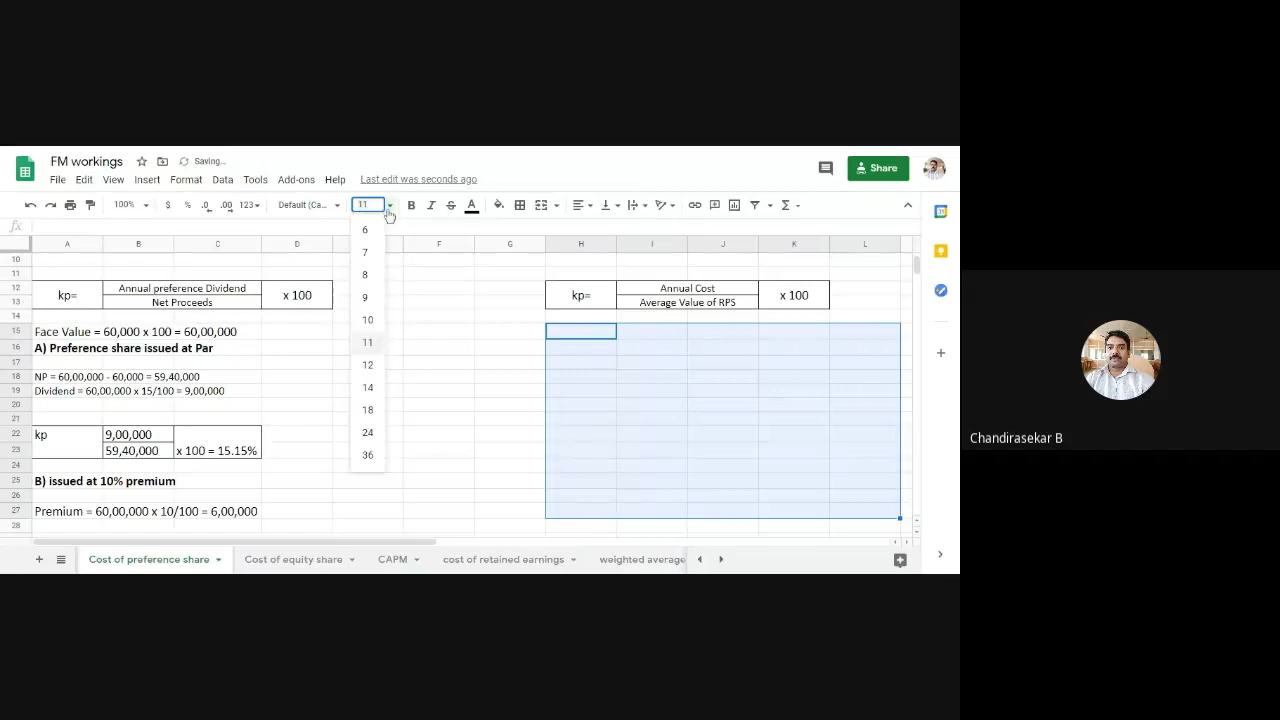 FM workings
Saving...
Share
File Edit View Insert Format Data Tools Add-ons Help Last edit was seconds ago
100% $ % .0 .00 123 Default (Ca... 11 B I S A
fx
A B C D F G H I J K L
6
7
8
9
10
11
12
14
18
24
36
10
11
12 Annual preference Dividend Annual Cost
kp= x 100 kp= x 100
13 Net Proceeds Average Value of RPS
14
15 Face Value = 60,000 x 100 = 60,00,000
16 A) Preference share issued at Par
17
18 NP = 60,00,000 - 60,000 = 59,40,000
19 Dividend = 60,00,000 x 15/100 = 9,00,000
20
21
22 kp 9,00,000
23 59,40,000 x 100 = 15.15%
24
25 B) issued at 10% premium
26
27 Premium = 60,00,000 x 10/100 = 6,00,000
28
Cost of preference share Cost of equity share CAPM cost of retained earnings weighted average
Chandirasekar B